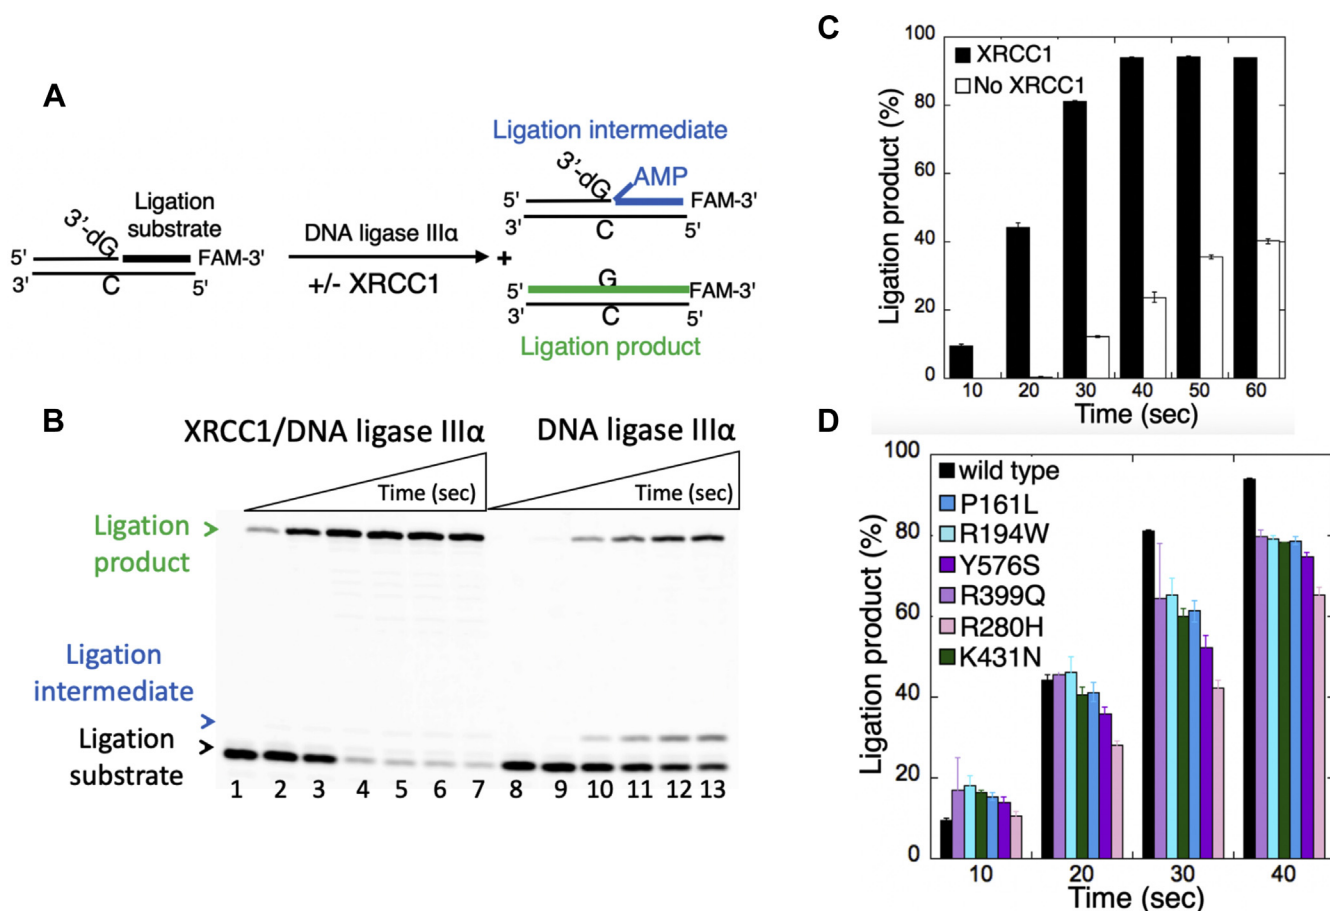 A
3'-dG
Ligation
substrate
5'
FAM-3'
3'
C
5'
DNA ligase IIIα
+/- XRCC1
Ligation intermediate
3'-dG
AMP
5'
FAM-3'
3'
C
5'
+
G
5'
FAM-3'
3'
C
5'
Ligation product
B
XRCC1/DNA ligase IIIα
DNA ligase IIIα
Time (sec)
Time (sec)
Ligation
product
Ligation
intermediate
Ligation
substrate
1 2 3 4 5 6 7 8 9 10 11 12 13
C
Ligation product (%)
100
80
60
40
20
0
XRCC1
No XRCC1
10 20 30 40 50 60
Time (sec)
D
Ligation product (%)
100
80
60
40
20
0
wild type
P161L
R194W
Y576S
R399Q
R280H
K431N
10 20 30 40
Time (sec)